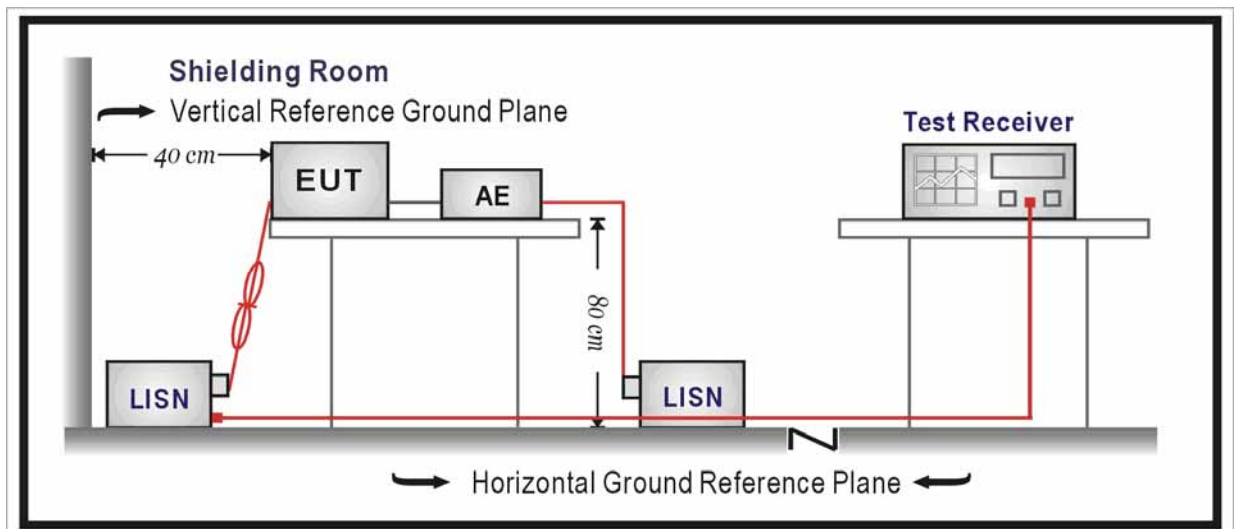 Shielding Room
Vertical Reference Ground Plane
40 cm
EUT
AE
Test Receiver
80 cm
LISN
LISN
Horizontal Ground Reference Plane